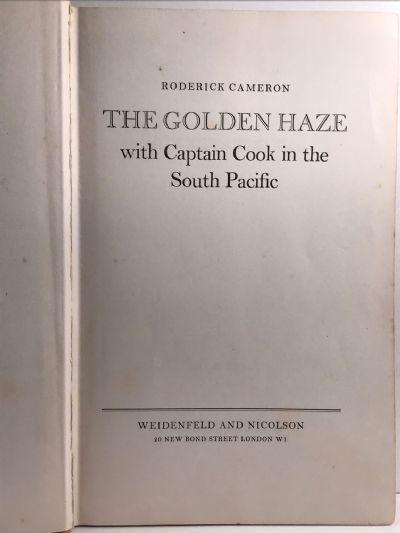 RODERICK CAMERON
THE GOLDEN HAZE
with Captain Cook in the
South Pacific
WEIDENFELD AND NICOLSON
20 NEW BOND STREET LONDON W1